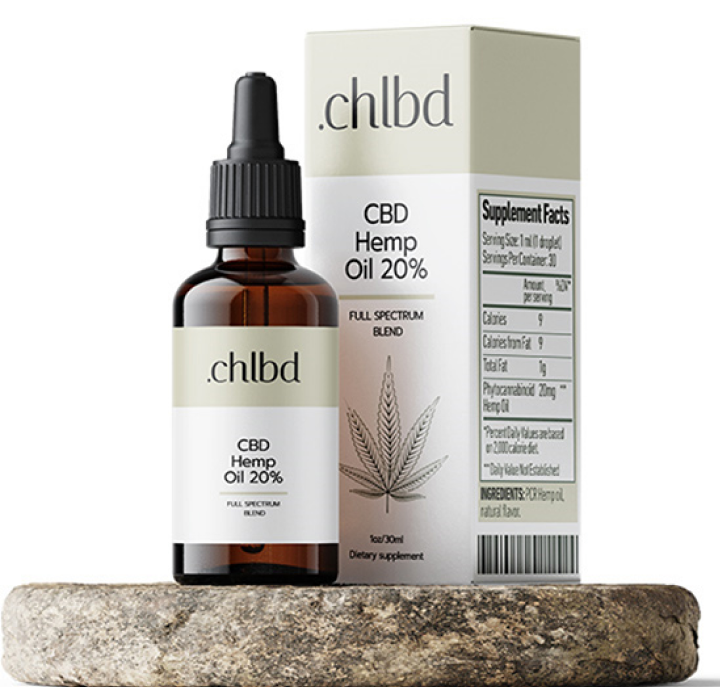 .chlbd
CBD
Hemp
Oil 20%
FULL SPECTRUM
BLEND
.chlbd
CBD
Hemp
Oil 20%
FULL SPECTRUM
BLEND
1oz/30ml
Dietary supplement
Supplement Facts
Serving Size: 1 ml (1 droplet)
Servings Per Container: 30
Amount, %DV*
per serving
Calories 9
Calories from Fat 9
Total Fat 1g
Phytocannabinoid 20mg **
Hemp Oil
*Percent Daily Values are based
on 2,000 calorie diet.
** Daily Value Not Established
INGREDIENTS: PCR Hemp oil,
natural flavor.